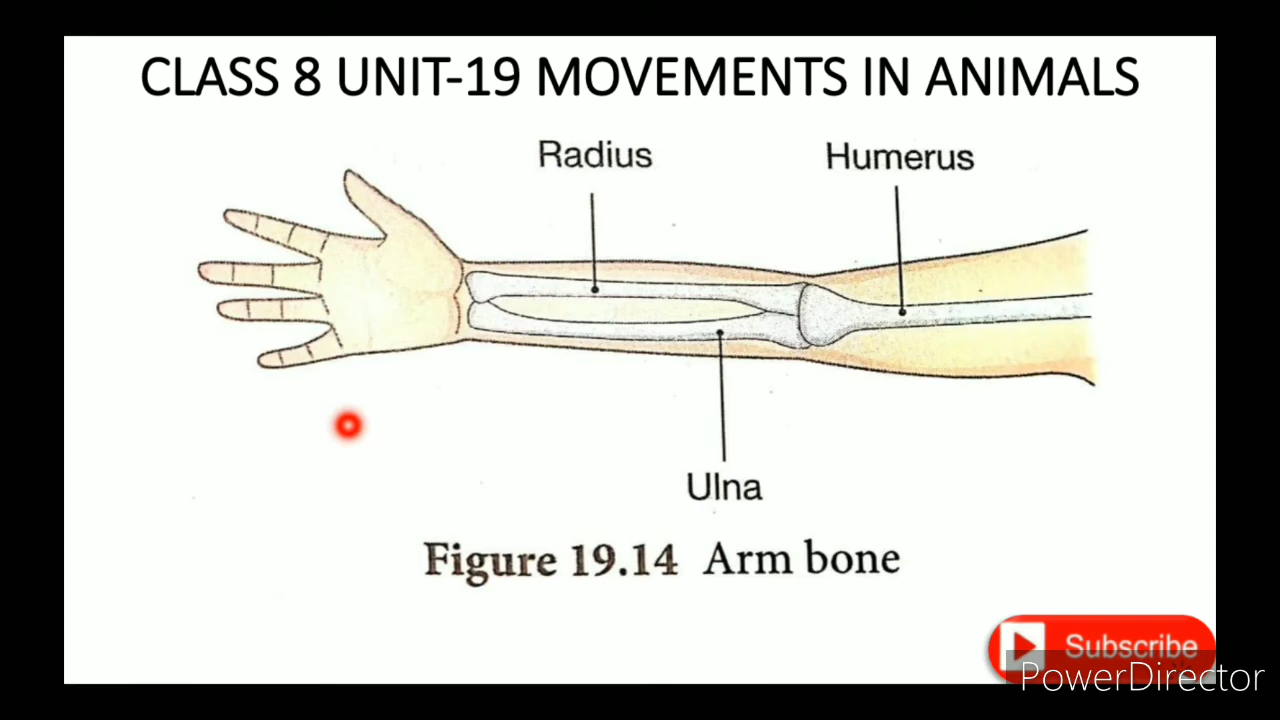 CLASS 8 UNIT-19 MOVEMENTS IN ANIMALS
Radius
Humerus
Ulna
Figure 19.14 Arm bone
Subscribe
PowerDirector